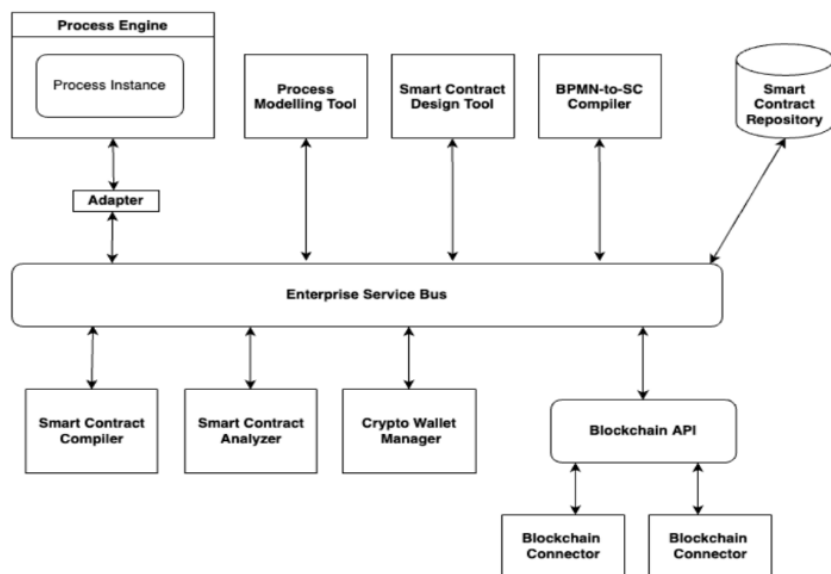 Process Engine
Process Instance
Process
Modelling Tool
Smart Contract
Design Tool
BPMN-to-SC
Compiler
Smart
Contract
Repository
Adapter
Enterprise Service Bus
Smart Contract
Compiler
Smart Contract
Analyzer
Crypto Wallet
Manager
Blockchain API
Blockchain
Connector
Blockchain
Connector